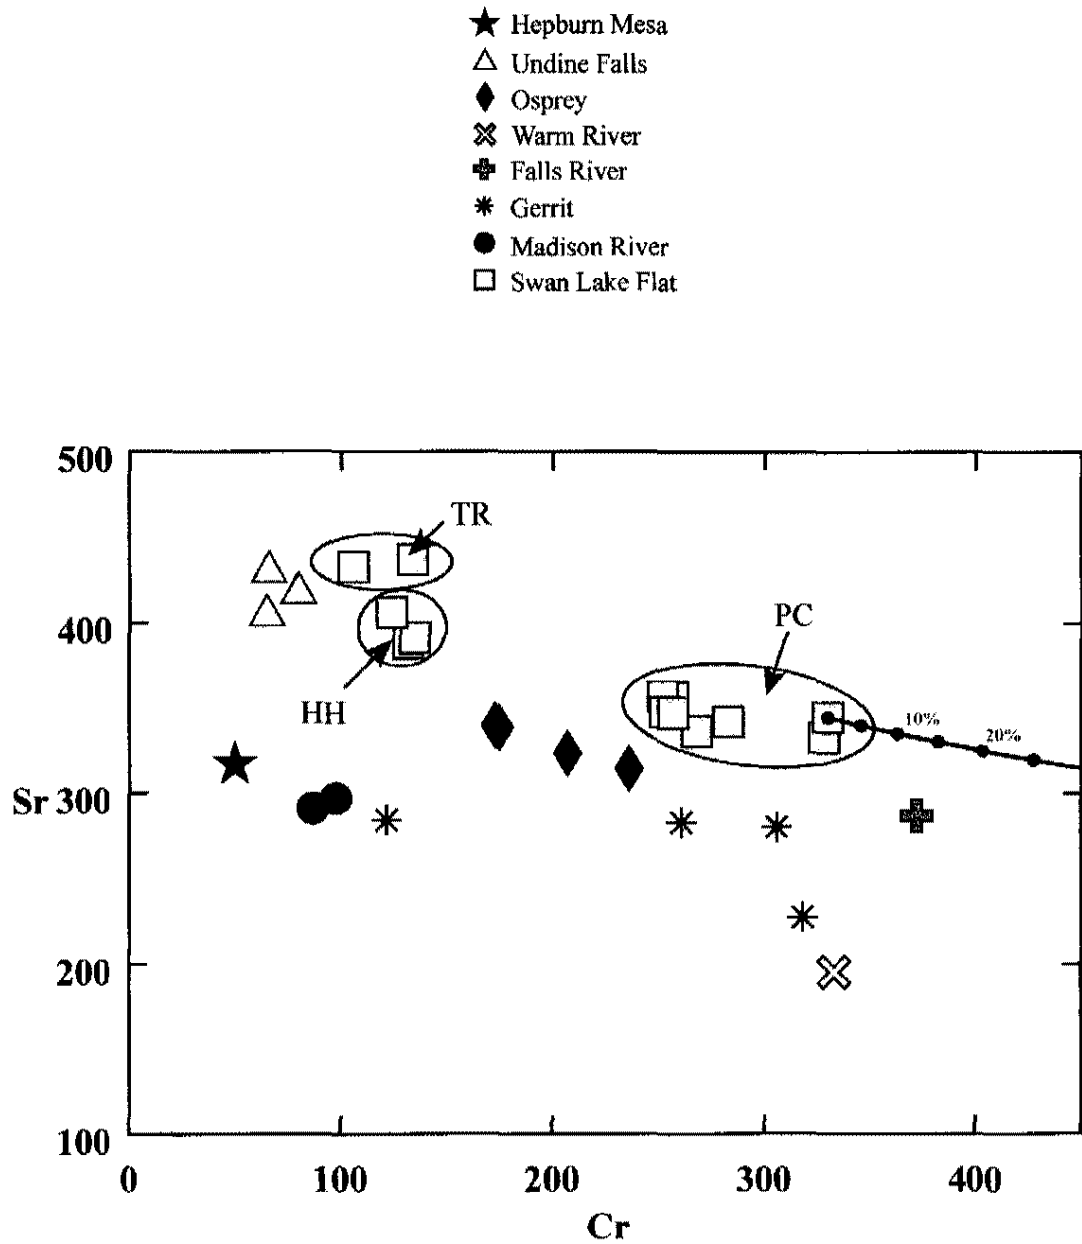 Hepburn Mesa
Undine Falls
Osprey
Warm River
Falls River
Gerrit
Madison River
Swan Lake Flat
500
TR
400
PC
HH
10%
20%
Sr 300
200
100
0 100 200 300 400
Cr